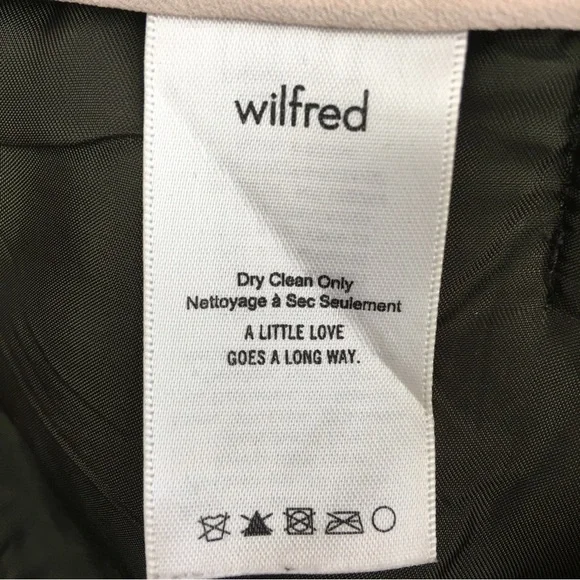 wilfred
Dry Clean Only
Nettoyage à Sec Seulement
A LITTLE LOVE
GOES A LONG WAY.